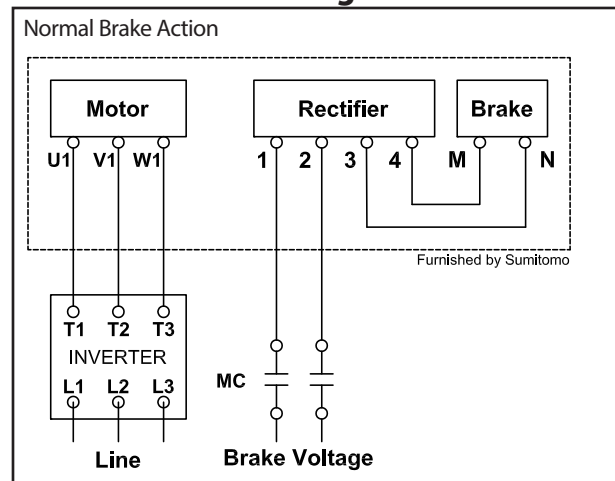 Normal Brake Action
Motor
Rectifier
Brake
U1 V1 W1
1 2 3 4
M N
Furnished by Sumitomo
T1 T2 T3
INVERTER
L1 L2 L3
MC
Line
Brake Voltage